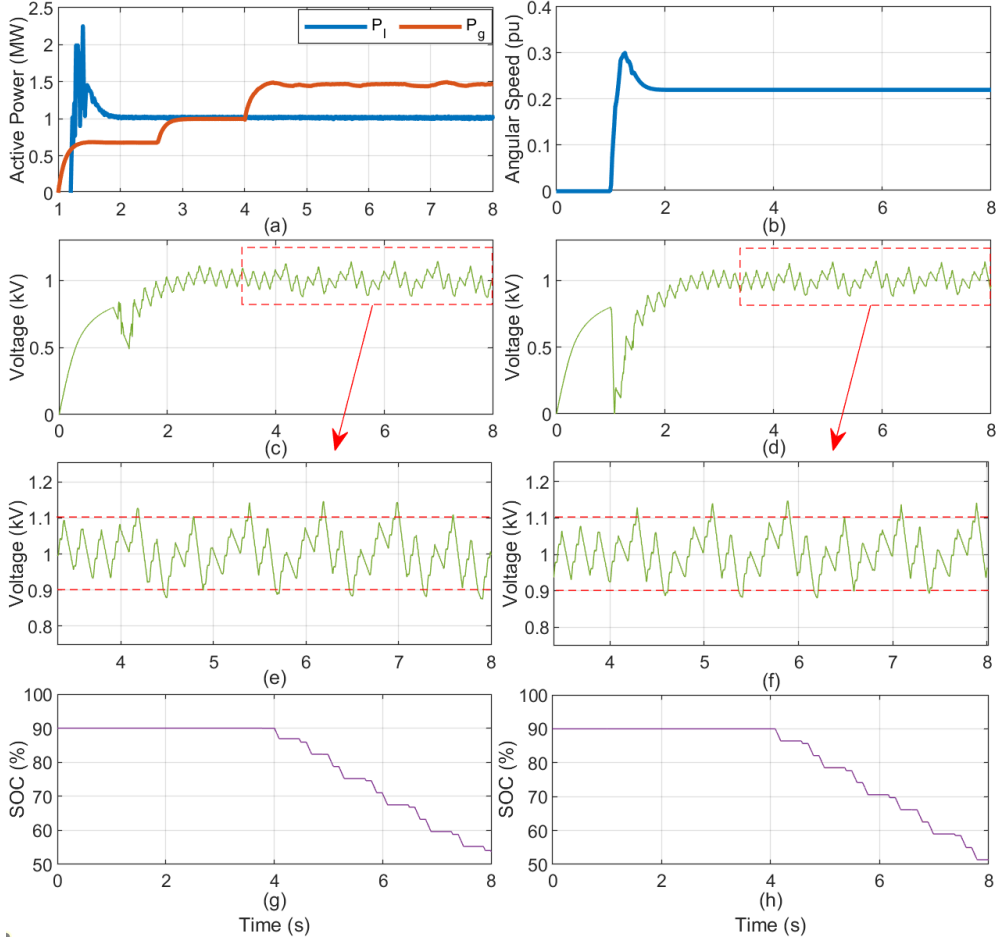 P_l P_g
Active Power (MW)
2.5
2
1.5
1
0.5
0
1 2 3 4 5 6 7 8
(a)
Angular Speed (pu)
0.4
0.3
0.2
0.1
0
0 2 4 6 8
(b)
Voltage (kV)
1
0.5
0
0 2 4 6 8
(c)
Voltage (kV)
1
0.5
0
0 2 4 6 8
(d)
Voltage (kV)
1.2
1.1
1
0.9
0.8
4 5 6 7 8
(e)
Voltage (kV)
1.2
1.1
1
0.9
0.8
4 5 6 7 8
(f)
SOC (%)
100
90
80
70
60
50
0 2 4 6 8
(g)
Time (s)
SOC (%)
100
90
80
70
60
50
0 2 4 6 8
(h)
Time (s)